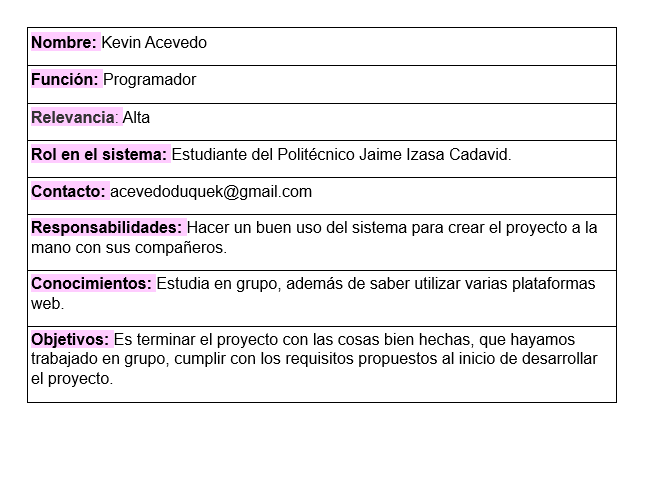 Nombre: Kevin Acevedo
Función: Programador
Relevancia: Alta
Rol en el sistema: Estudiante del Politécnico Jaime Izasa Cadavid.
Contacto: acevedoduquek@gmail.com
Responsabilidades: Hacer un buen uso del sistema para crear el proyecto a la
mano con sus compañeros.
Conocimientos: Estudia en grupo, además de saber utilizar varias plataformas
web.
Objetivos: Es terminar el proyecto con las cosas bien hechas, que hayamos
trabajado en grupo, cumplir con los requisitos propuestos al inicio de desarrollar
el proyecto.